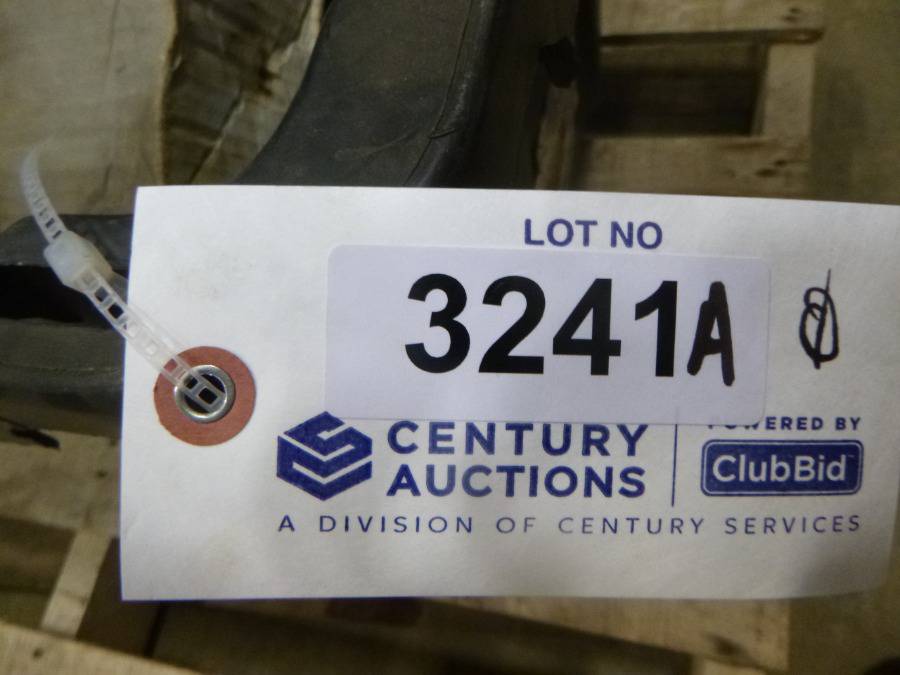 LOT NO
3241A
CENTURY
AUCTIONS
POWERED BY
ClubBid
A DIVISION OF CENTURY SERVICES